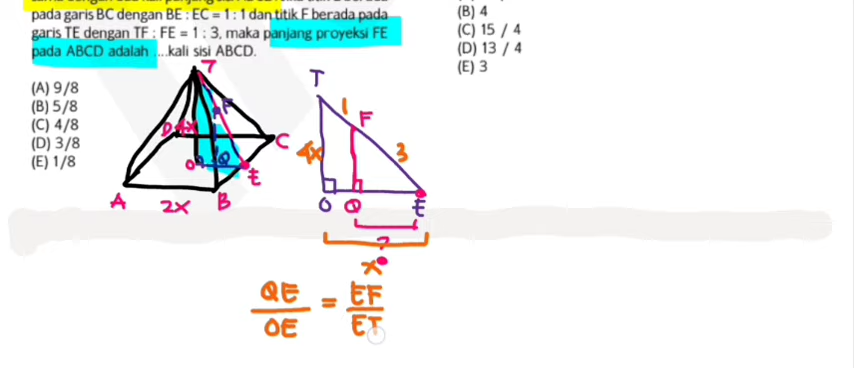 pada garis BC dengan BE : EC = 1 : 1 dan titik F berada pada
garis TE dengan TF : FE = 1 : 3, maka panjang proyeksi FE
pada ABCD adalah ....kali sisi ABCD.
(A) 9/8
(B) 5/8
(C) 4/8
(D) 3/8
(E) 1/8
(B) 4
(C) 15 / 4
(D) 13 / 4
(E) 3
T
F
D 4x
C
O Q
E
A
2x
B
T
1
F
4x
3
O Q E
?
x
QE = EF
OE ET